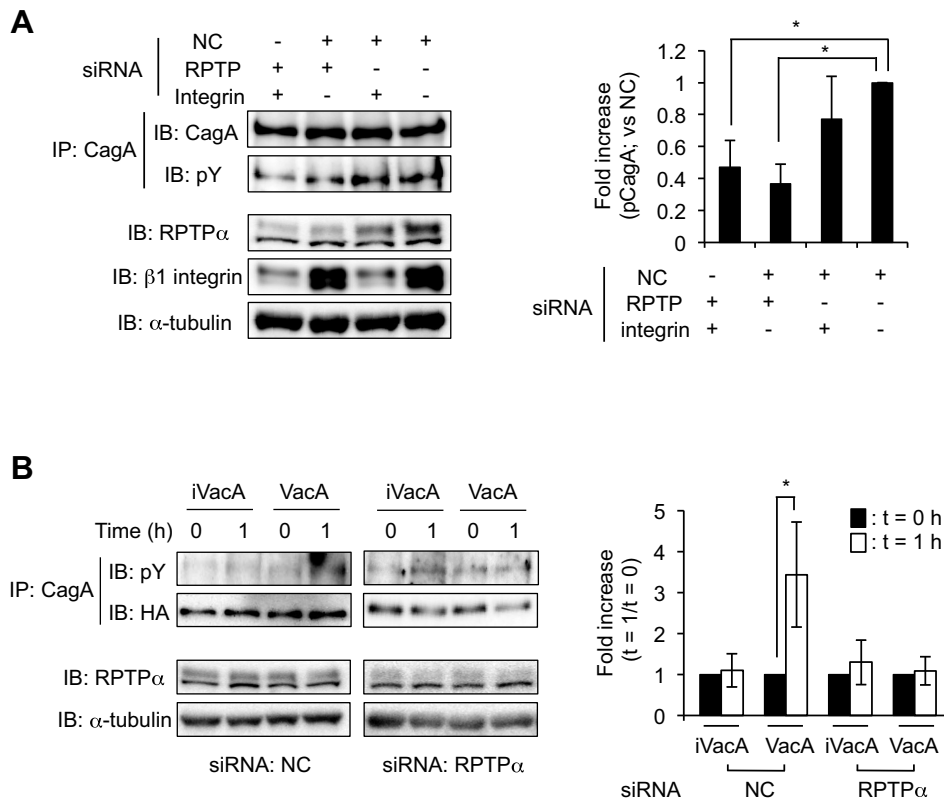 A
NC - + + +
siRNA RPTP + + - -
Integrin + - + -
IP: CagA
IB: CagA
IB: pY
IB: RPTPα
IB: β1 integrin
IB: α-tubulin
*
*
Fold increase
(pCagA; vs NC)
1.2
1
0.8
0.6
0.4
0.2
0
NC - + + +
siRNA RPTP + + - -
integrin + - + -
B
iVacA VacA iVacA VacA
Time (h) 0 1 0 1 0 1 0 1
IP: CagA
IB: pY
IB: HA
IB: RPTPα
IB: α-tubulin
siRNA: NC siRNA: RPTPα
*
: t = 0 h
: t = 1 h
Fold increase
(t = 1/t = 0)
5
4
3
2
1
0
iVacA VacA iVacA VacA
siRNA NC RPTPα